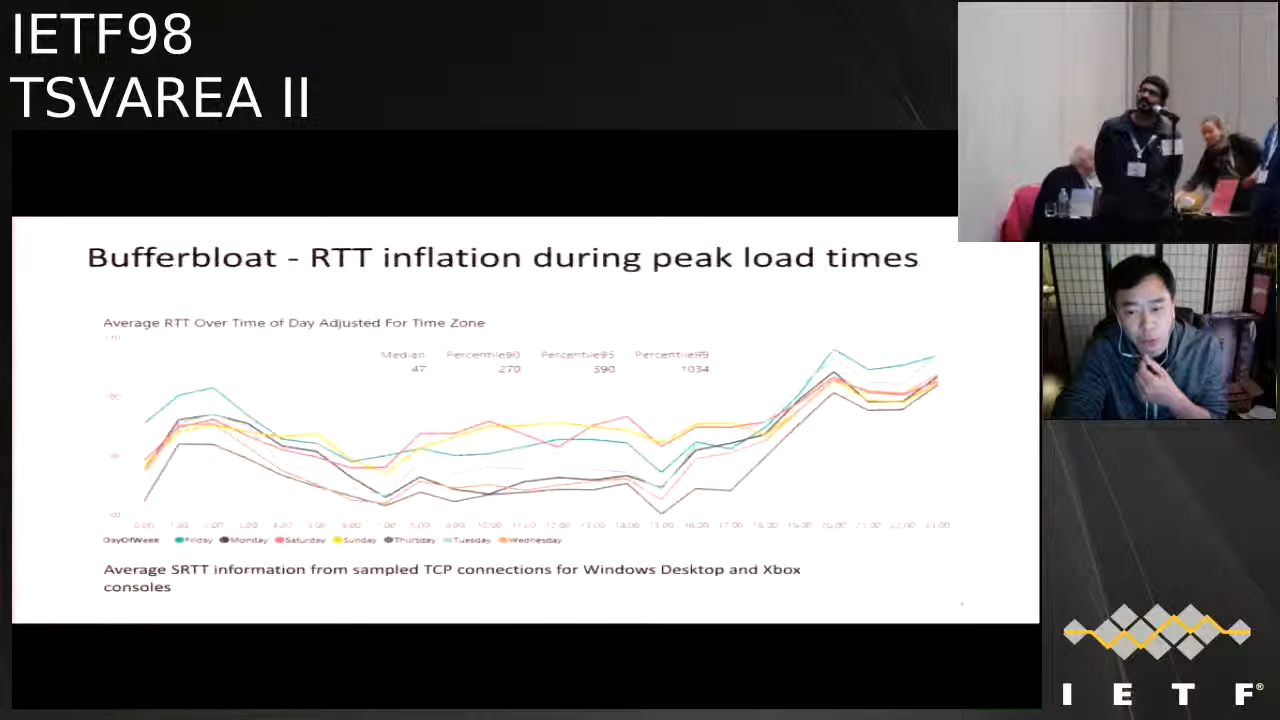 IETF98
TSVAREA II
Bufferbloat - RTT inflation during peak load times
Average RTT Over Time of Day Adjusted For Time Zone
Median Percentile90 Percentile95 Percentile99
47 270 390 1034
DayOfWeek Friday Monday Saturday Sunday Thursday Tuesday Wednesday
Average SRTT information from sampled TCP connections for Windows Desktop and Xbox
consoles
I E T F®